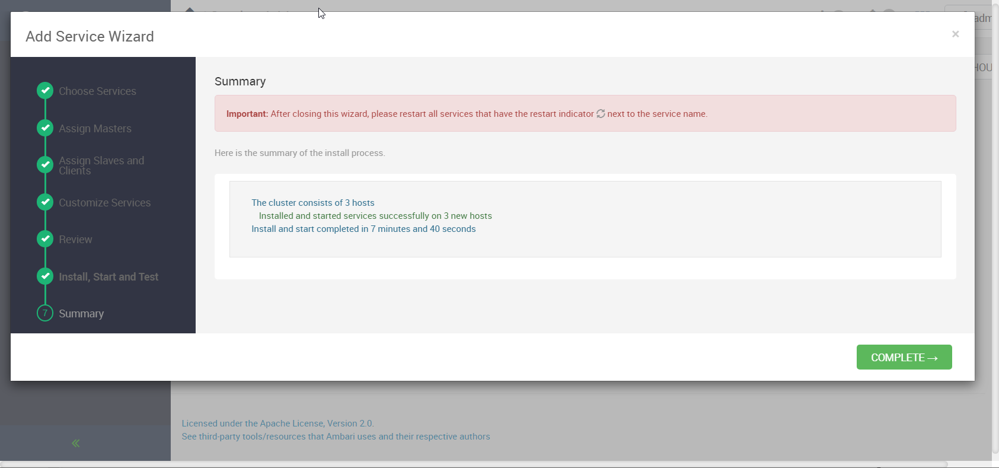 adm
Add Service Wizard
×
HOU
Choose Services
Assign Masters
Assign Slaves and
Clients
Customize Services
Review
Install, Start and Test
7 Summary
Summary
Important: After closing this wizard, please restart all services that have the restart indicator next to the service name.
Here is the summary of the install process.
The cluster consists of 3 hosts
Installed and started services successfully on 3 new hosts
Install and start completed in 7 minutes and 40 seconds
COMPLETE →
Licensed under the Apache License, Version 2.0.
See third-party tools/resources that Ambari uses and their respective authors